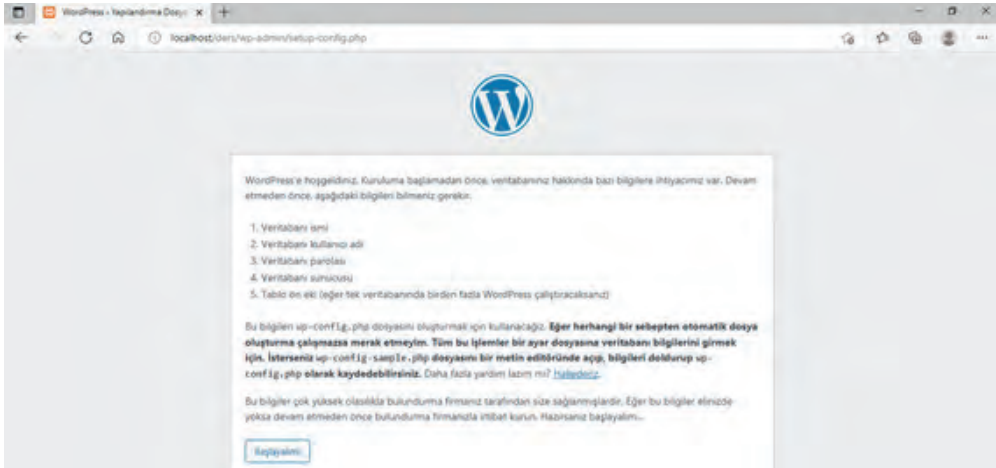 WordPress › Yapılandırma Dosya
localhost/ders/wp-admin/setup-config.php
WordPress'e hoşgeldiniz. Kuruluma başlamadan önce, veritabanınız hakkında bazı bilgilere ihtiyacımız var. Devam
etmeden önce, aşağıdaki bilgileri bilmeniz gerekir.
1. Veritabanı ismi
2. Veritabanı kullanıcı adı
3. Veritabanı parolası
4. Veritabanı sunucusu
5. Tablo ön eki (eğer tek veritabanında birden fazla WordPress çalıştıracaksanız)
Bu bilgileri wp-config.php dosyasını oluşturmak için kullanacağız. Eğer herhangi bir sebepten otomatik dosya
oluşturma çalışmazsa merak etmeyim. Tüm bu işlemler bir ayar dosyasına veritabanı bilgilerini girmek
için. İsterseniz wp-config-sample.php dosyasını bir metin editöründe açıp, bilgileri doldurup wp-
config.php olarak kaydedebilirsiniz. Daha fazla yardım lazım mı? Hallederiz.
Bu bilgiler çok yüksek olasılıkla bulundurma firmanız tarafından size sağlanmışlardır. Eğer bu bilgiler elinizde
yoksa devam etmeden önce bulundurma firmanızla irtibat kurun. Hazırsanız başlayalım...
Başlayalım!